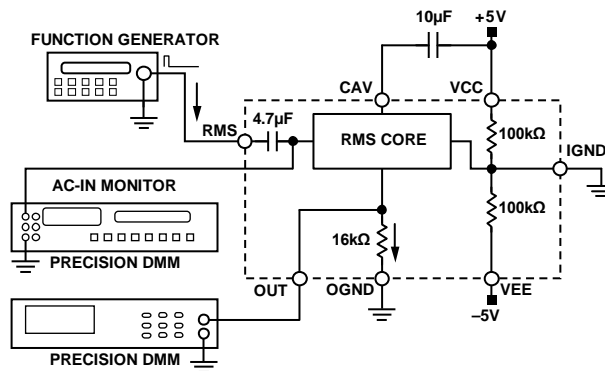 10µF
+5V
FUNCTION GENERATOR
CAV
VCC
4.7µF
RMS
RMS CORE
100kΩ
IGND
AC-IN MONITOR
100kΩ
16kΩ
PRECISION DMM
OUT
OGND
VEE
–5V
PRECISION DMM